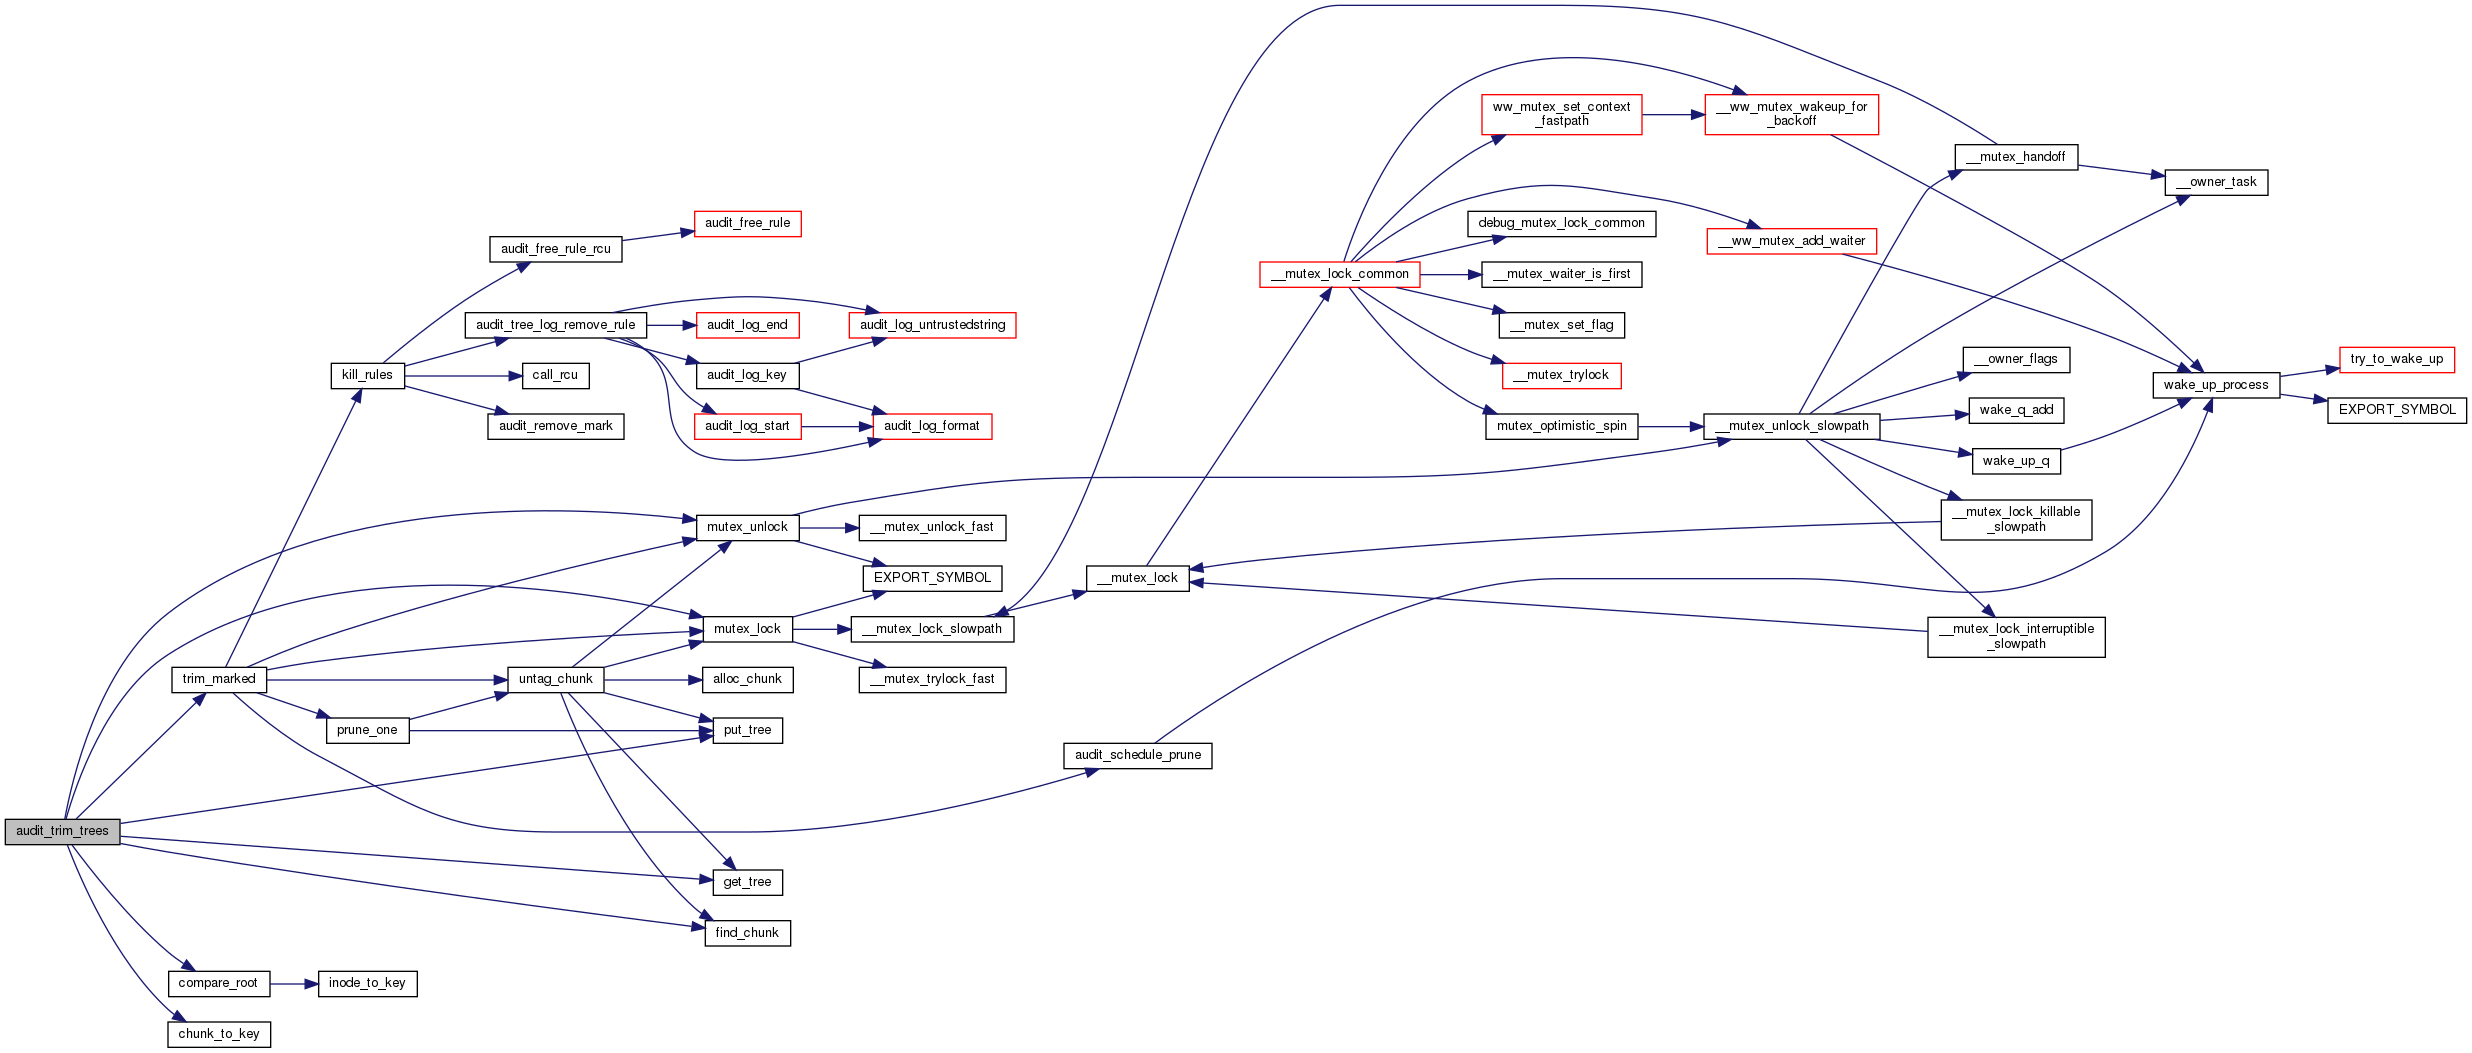 ww_mutex_set_context
_fastpath
__ww_mutex_wakeup_for
_backoff
__mutex_handoff
__owner_task
audit_free_rule
debug_mutex_lock_common
__ww_mutex_add_waiter
audit_free_rule_rcu
__mutex_lock_common
__mutex_waiter_is_first
audit_tree_log_remove_rule
audit_log_end
audit_log_untrustedstring
__mutex_set_flag
__owner_flags
try_to_wake_up
kill_rules
call_rcu
audit_log_key
__mutex_trylock
wake_up_process
wake_q_add
EXPORT_SYMBOL
audit_remove_mark
audit_log_start
audit_log_format
mutex_optimistic_spin
__mutex_unlock_slowpath
wake_up_q
mutex_unlock
__mutex_unlock_fast
__mutex_lock_killable
_slowpath
EXPORT_SYMBOL
__mutex_lock
mutex_lock
__mutex_lock_slowpath
__mutex_lock_interruptible
_slowpath
trim_marked
untag_chunk
alloc_chunk
__mutex_trylock_fast
prune_one
put_tree
audit_schedule_prune
audit_trim_trees
get_tree
find_chunk
compare_root
inode_to_key
chunk_to_key